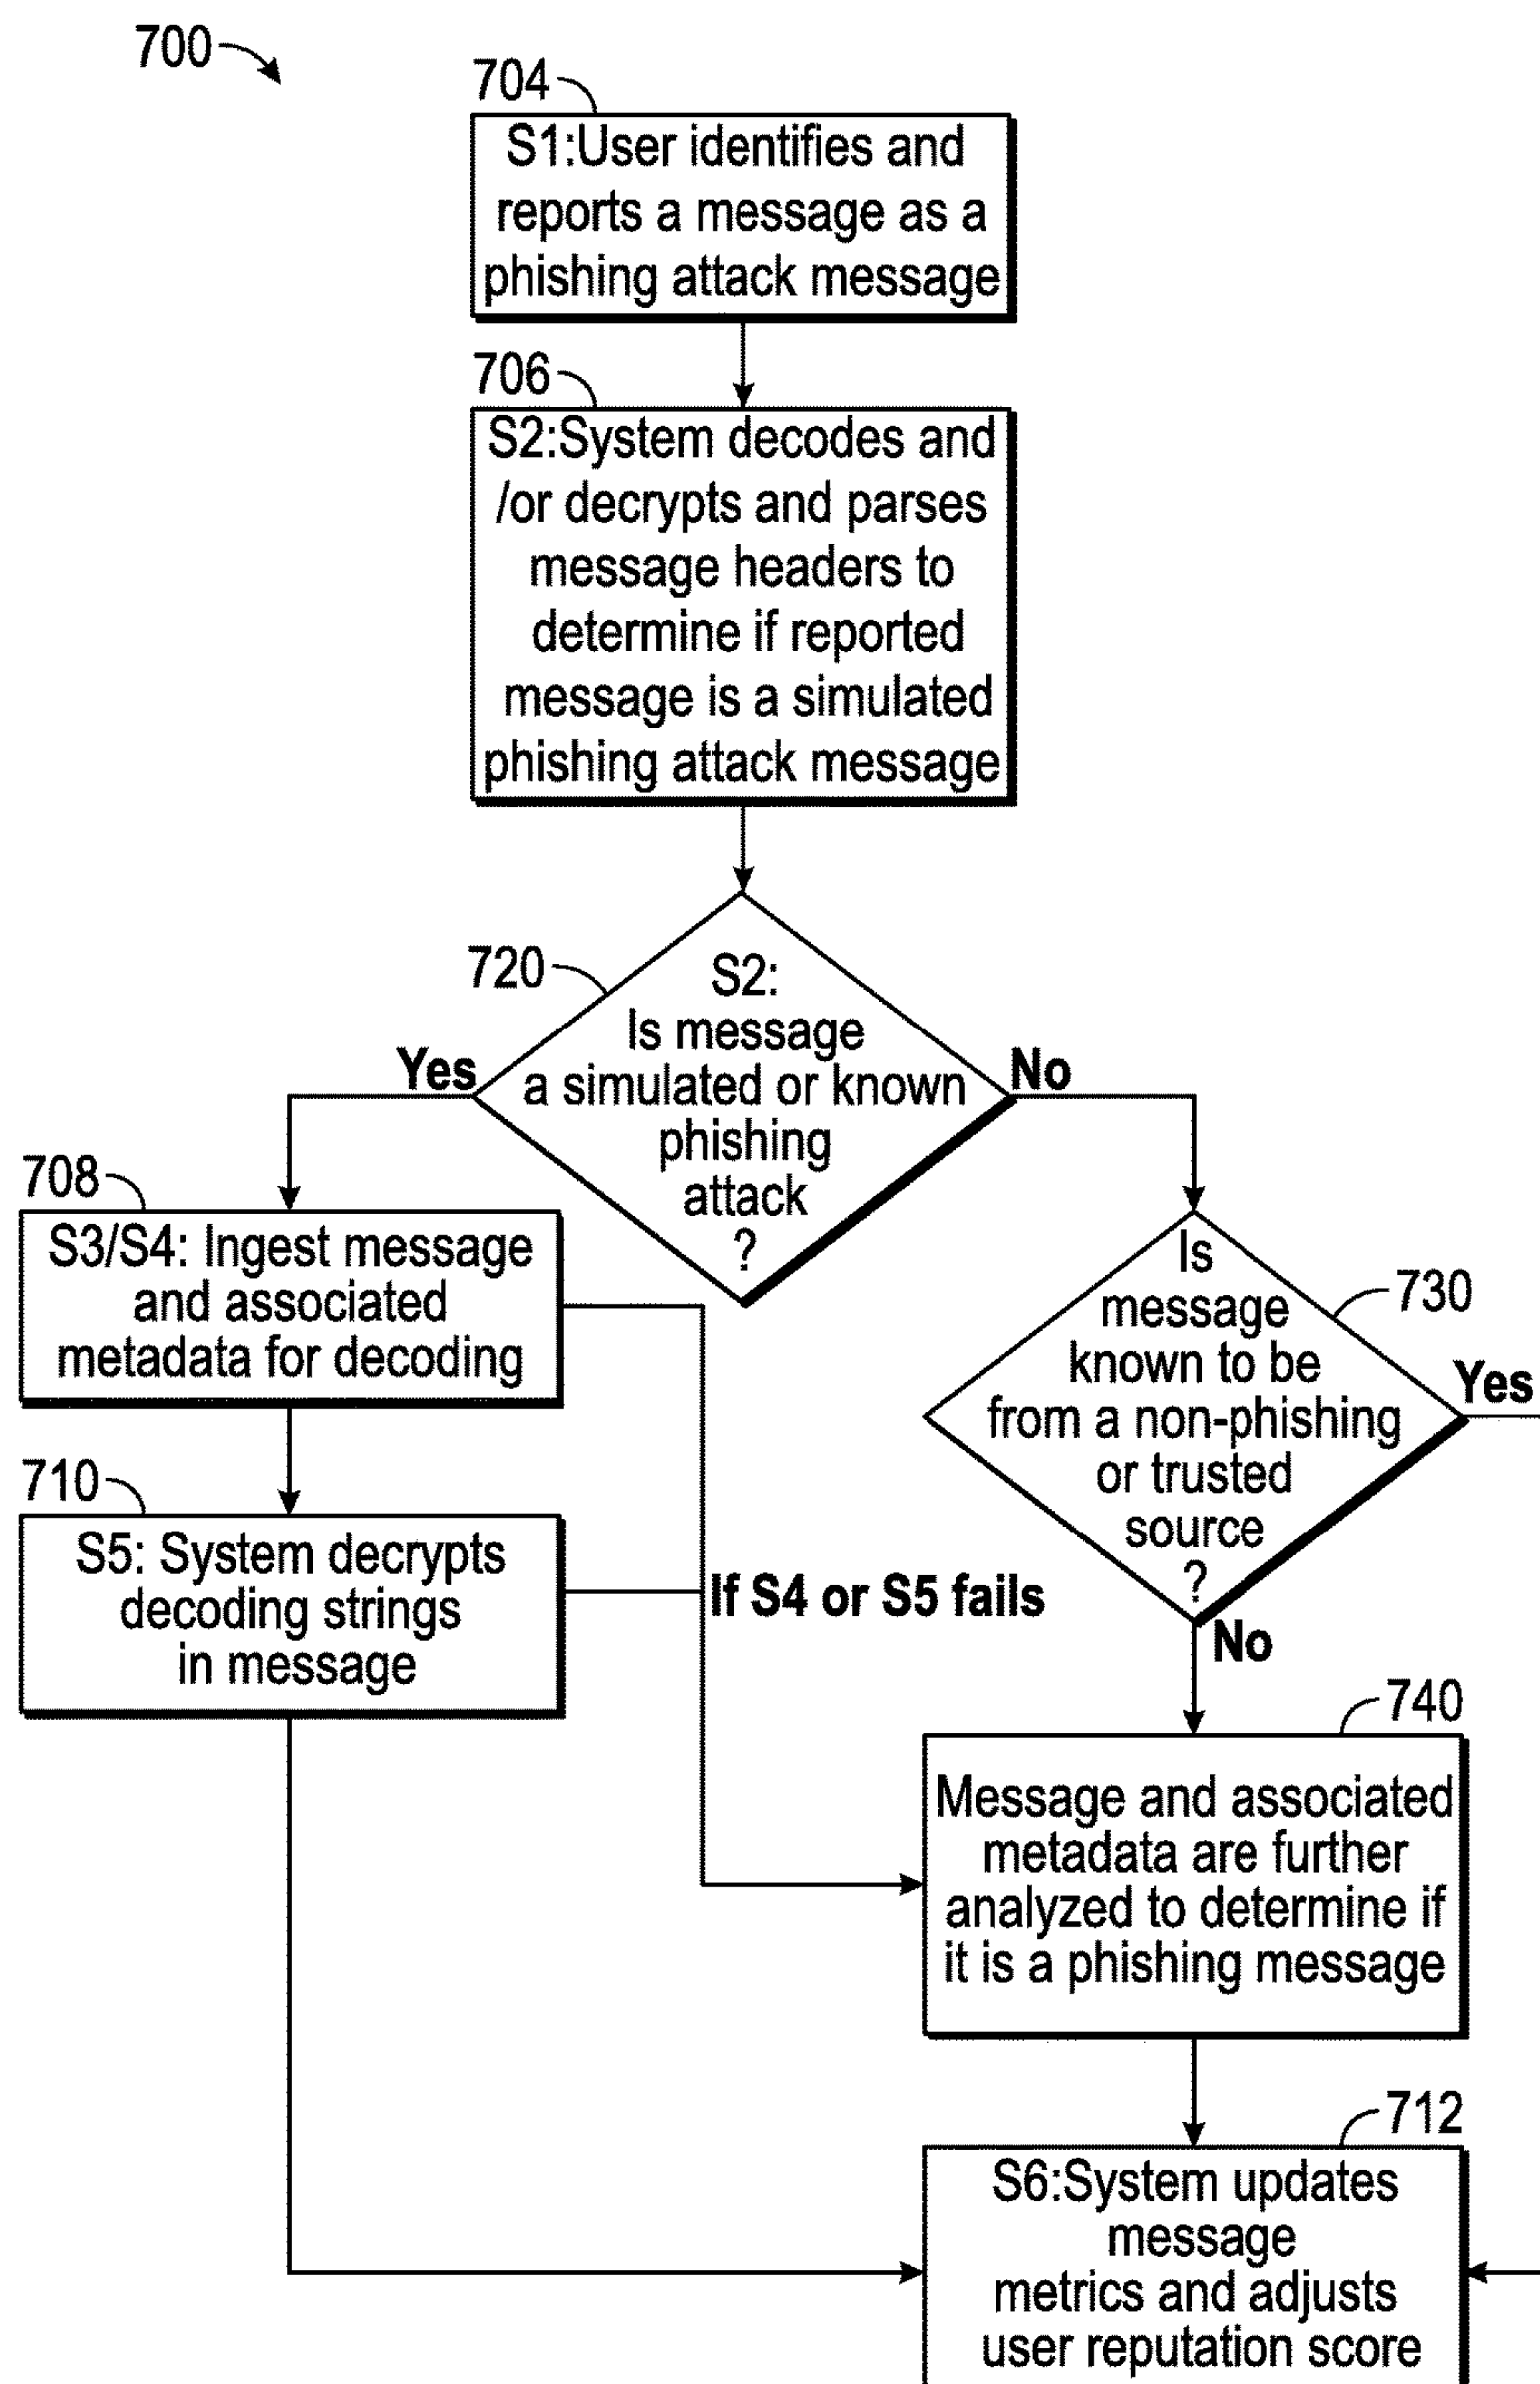 700
704
S1:User identifies and
reports a message as a
phishing attack message
706
S2:System decodes and
/or decrypts and parses
message headers to
determine if reported
message is a simulated
phishing attack message
720
S2:
Is message
a simulated or known
phishing
attack
?
Yes
No
708
S3/S4: Ingest message
and associated
metadata for decoding
730
Is
message
known to be
from a non-phishing
or trusted
source
?
Yes
No
710
S5: System decrypts
decoding strings
in message
If S4 or S5 fails
740
Message and associated
metadata are further
analyzed to determine if
it is a phishing message
712
S6:System updates
message
metrics and adjusts
user reputation score